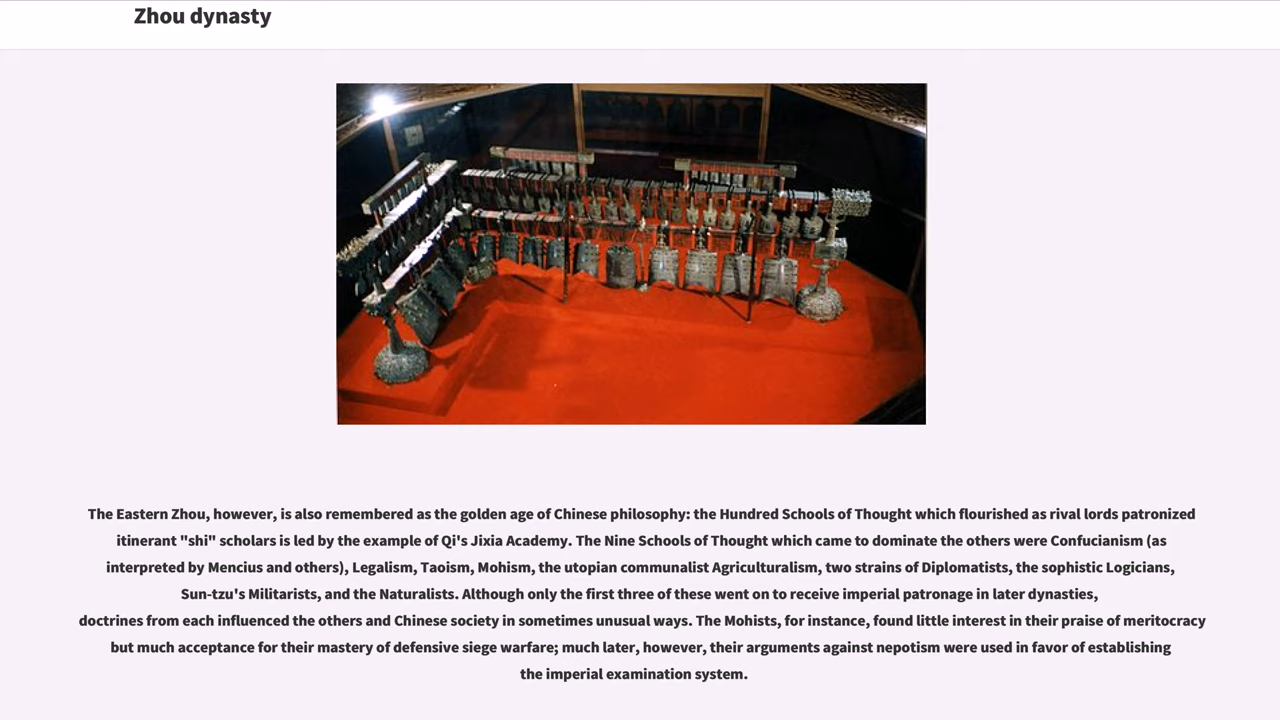 Zhou dynasty
The Eastern Zhou, however, is also remembered as the golden age of Chinese philosophy: the Hundred Schools of Thought which flourished as rival lords patronized
itinerant "shi" scholars is led by the example of Qi's Jixia Academy. The Nine Schools of Thought which came to dominate the others were Confucianism (as
interpreted by Mencius and others), Legalism, Taoism, Mohism, the utopian communalist Agriculturalism, two strains of Diplomatists, the sophistic Logicians,
Sun-tzu's Militarists, and the Naturalists. Although only the first three of these went on to receive imperial patronage in later dynasties,
doctrines from each influenced the others and Chinese society in sometimes unusual ways. The Mohists, for instance, found little interest in their praise of meritocracy
but much acceptance for their mastery of defensive siege warfare; much later, however, their arguments against nepotism were used in favor of establishing
the imperial examination system.